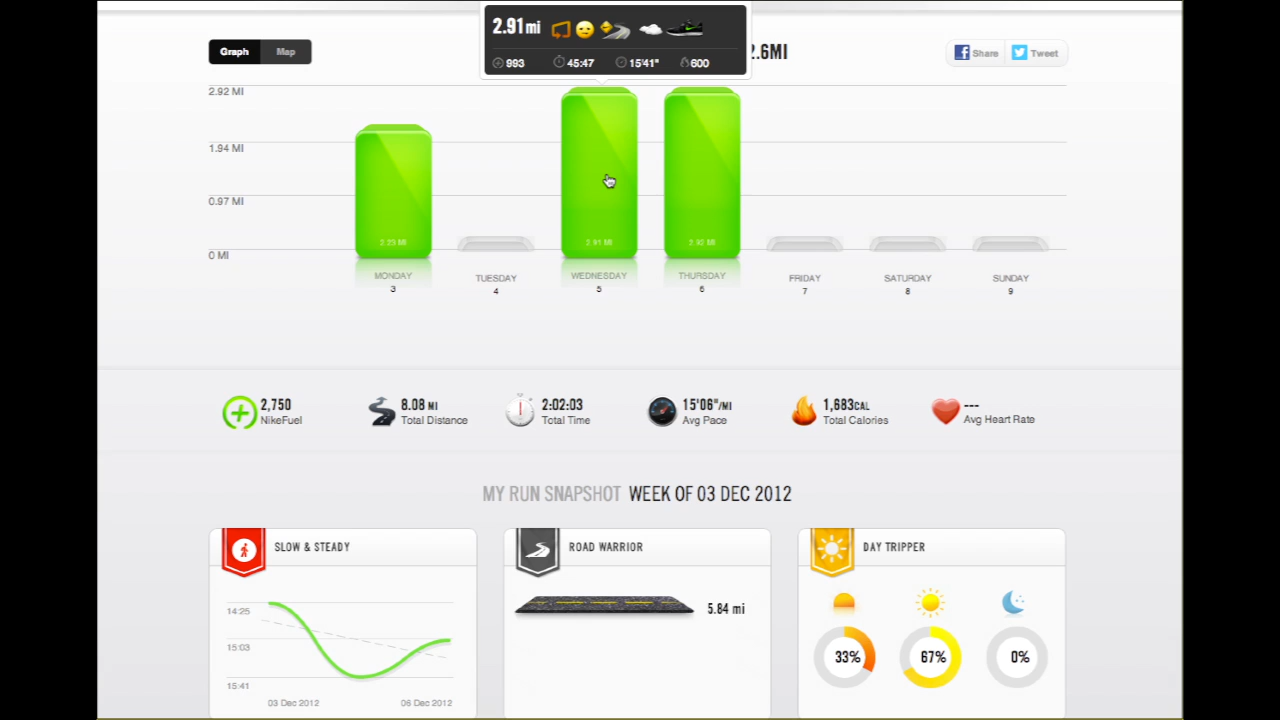 2.91mi
993 45:47 15'41" 600
Graph Map
2.6MI
Share Tweet
2.92 MI
1.94 MI
0.97 MI
0 MI
2.23 MI 2.91 MI 2.92 MI
MONDAY TUESDAY WEDNESDAY THURSDAY FRIDAY SATURDAY SUNDAY
3 4 5 6 7 8 9
2,750 8.08 MI 2:02:03 15'06"/MI 1,683CAL ---
NikeFuel Total Distance Total Time Avg Pace Total Calories Avg Heart Rate
MY RUN SNAPSHOT WEEK OF 03 DEC 2012
SLOW & STEADY
14:25
15:03
15:41
03 Dec 2012 06 Dec 2012
ROAD WARRIOR
5.84 mi
DAY TRIPPER
33% 67% 0%